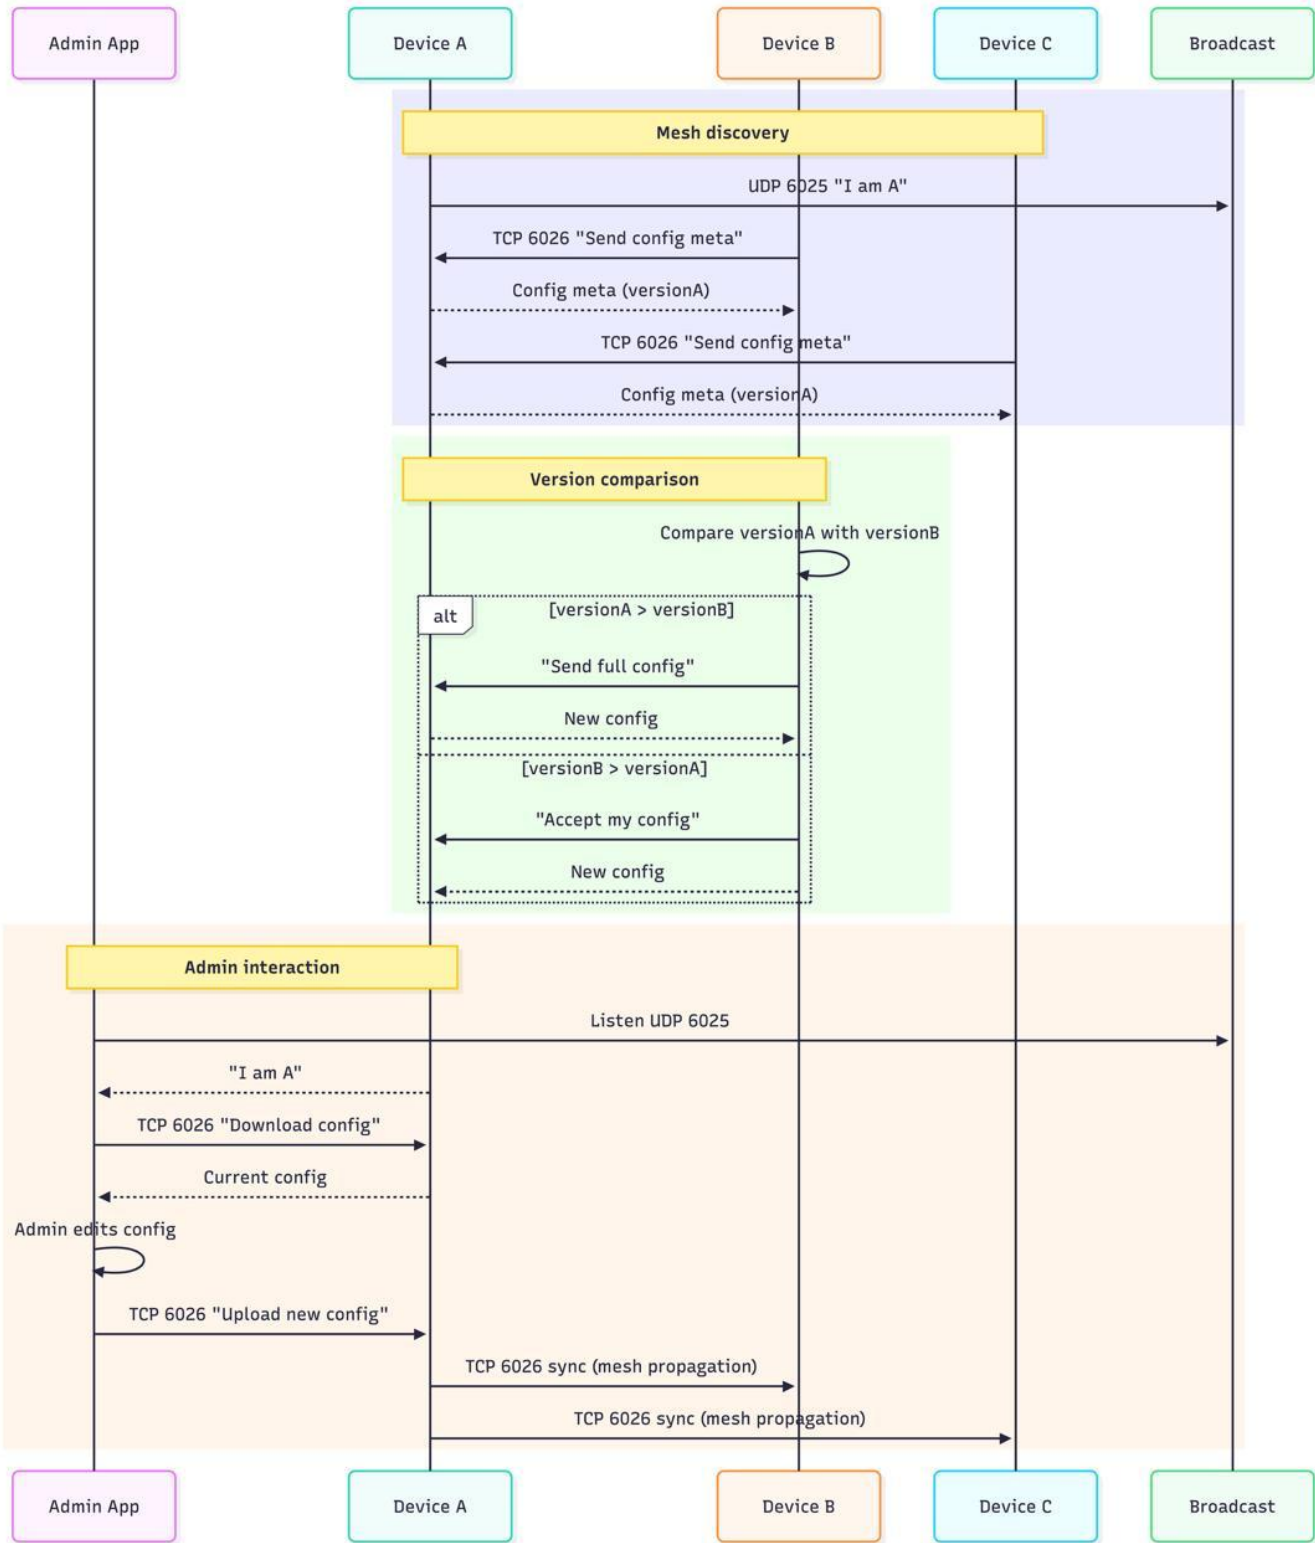 Admin App
Device A
Device B
Device C
Broadcast
Mesh discovery
UDP 6025 "I am A"
TCP 6026 "Send config meta"
Config meta (versionA)
TCP 6026 "Send config meta"
Config meta (versionA)
Version comparison
Compare versionA with versionB
alt
[versionA > versionB]
"Send full config"
New config
[versionB > versionA]
"Accept my config"
New config
Admin interaction
Listen UDP 6025
"I am A"
TCP 6026 "Download config"
Current config
Admin edits config
TCP 6026 "Upload new config"
TCP 6026 sync (mesh propagation)
TCP 6026 sync (mesh propagation)
Admin App
Device A
Device B
Device C
Broadcast